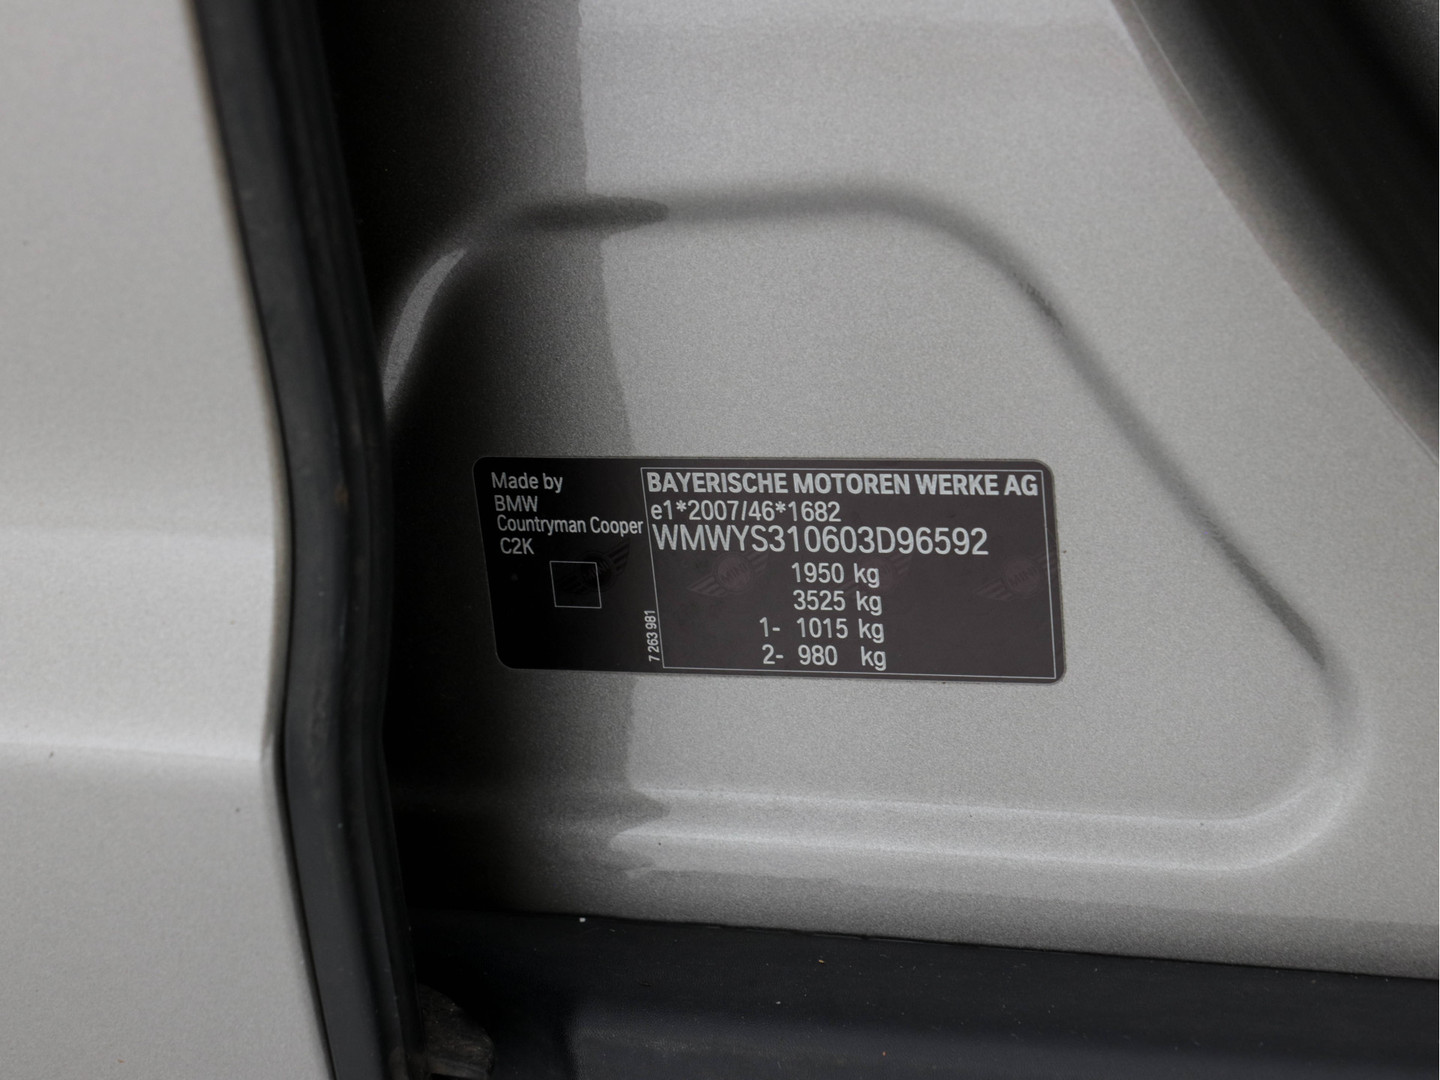 Made by
BMW
Countryman Cooper
C2K
7 263 981
BAYERISCHE MOTOREN WERKE AG
e1*2007/46*1682
WMWYS310603D96592
1950 kg
3525 kg
1- 1015 kg
2- 980 kg